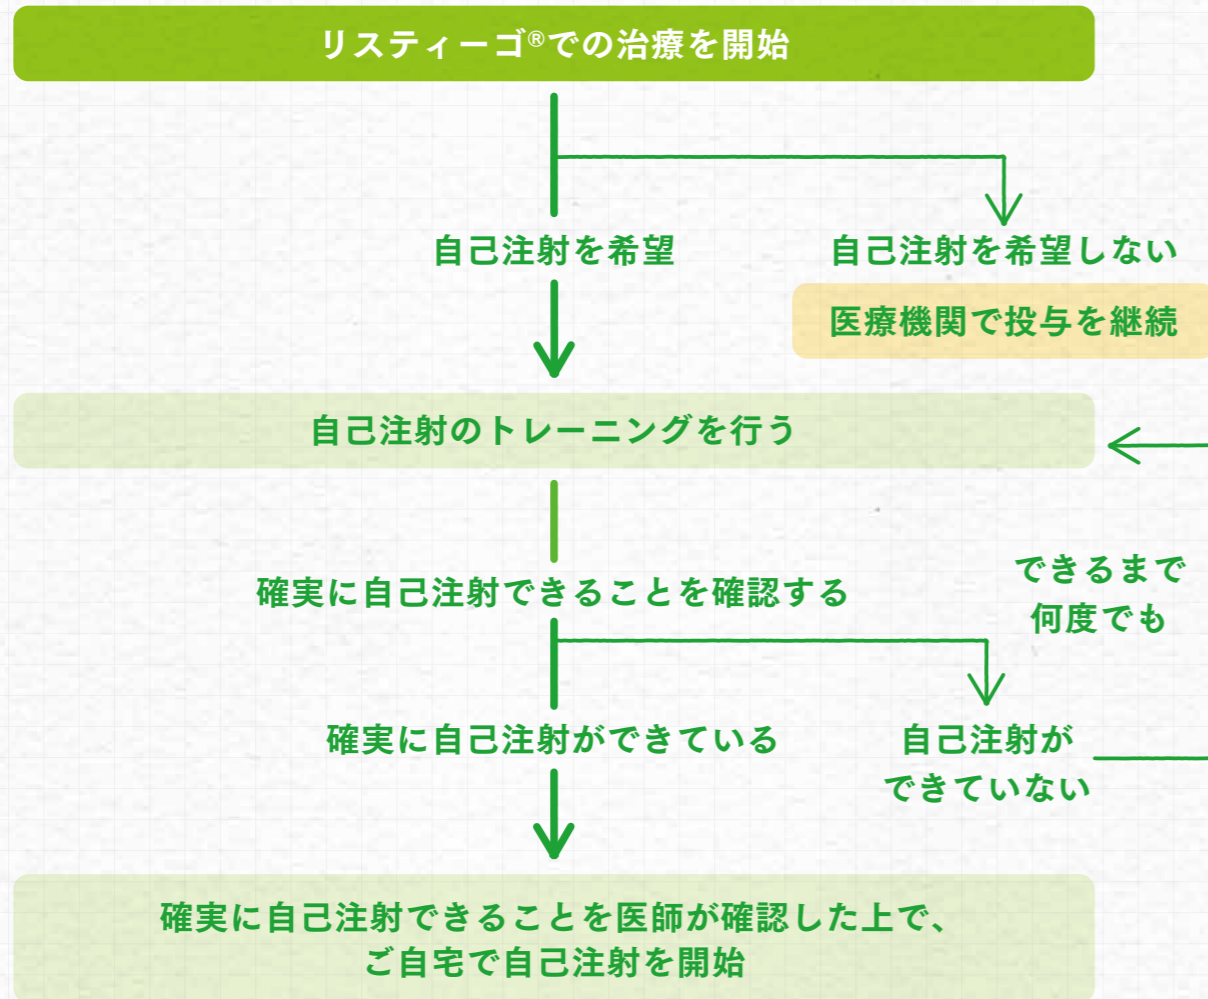 リスティーゴ®での治療を開始
自己注射を希望
自己注射を希望しない
医療機関で投与を継続
自己注射のトレーニングを行う
確実に自己注射できることを確認する
できるまで
何度でも
確実に自己注射ができている
自己注射が
できていない
確実に自己注射できることを医師が確認した上で、
ご自宅で自己注射を開始